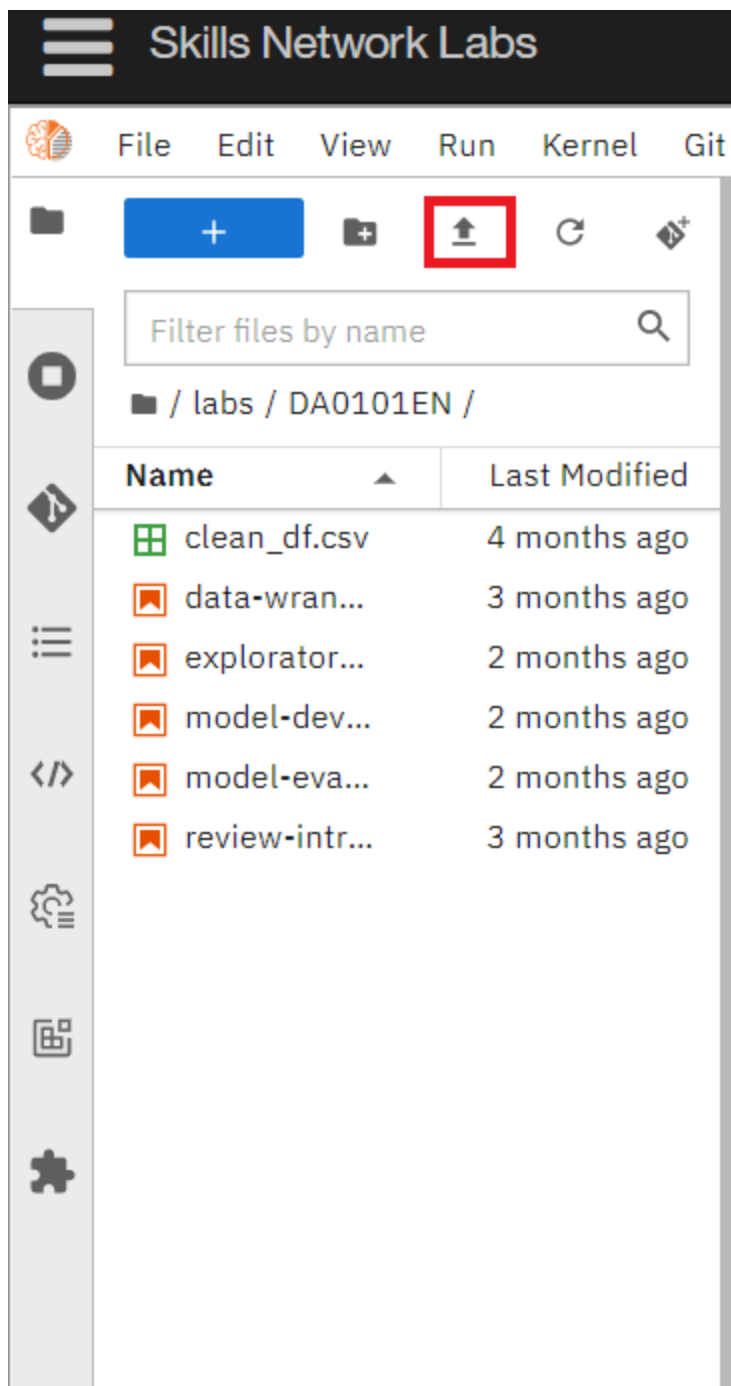 Skills Network Labs
File Edit View Run Kernel Git
+
Filter files by name
/ labs / DA0101EN /
Name Last Modified
clean_df.csv 4 months ago
data-wran... 3 months ago
explorator... 2 months ago
model-dev... 2 months ago
model-eva... 2 months ago
review-intr... 3 months ago